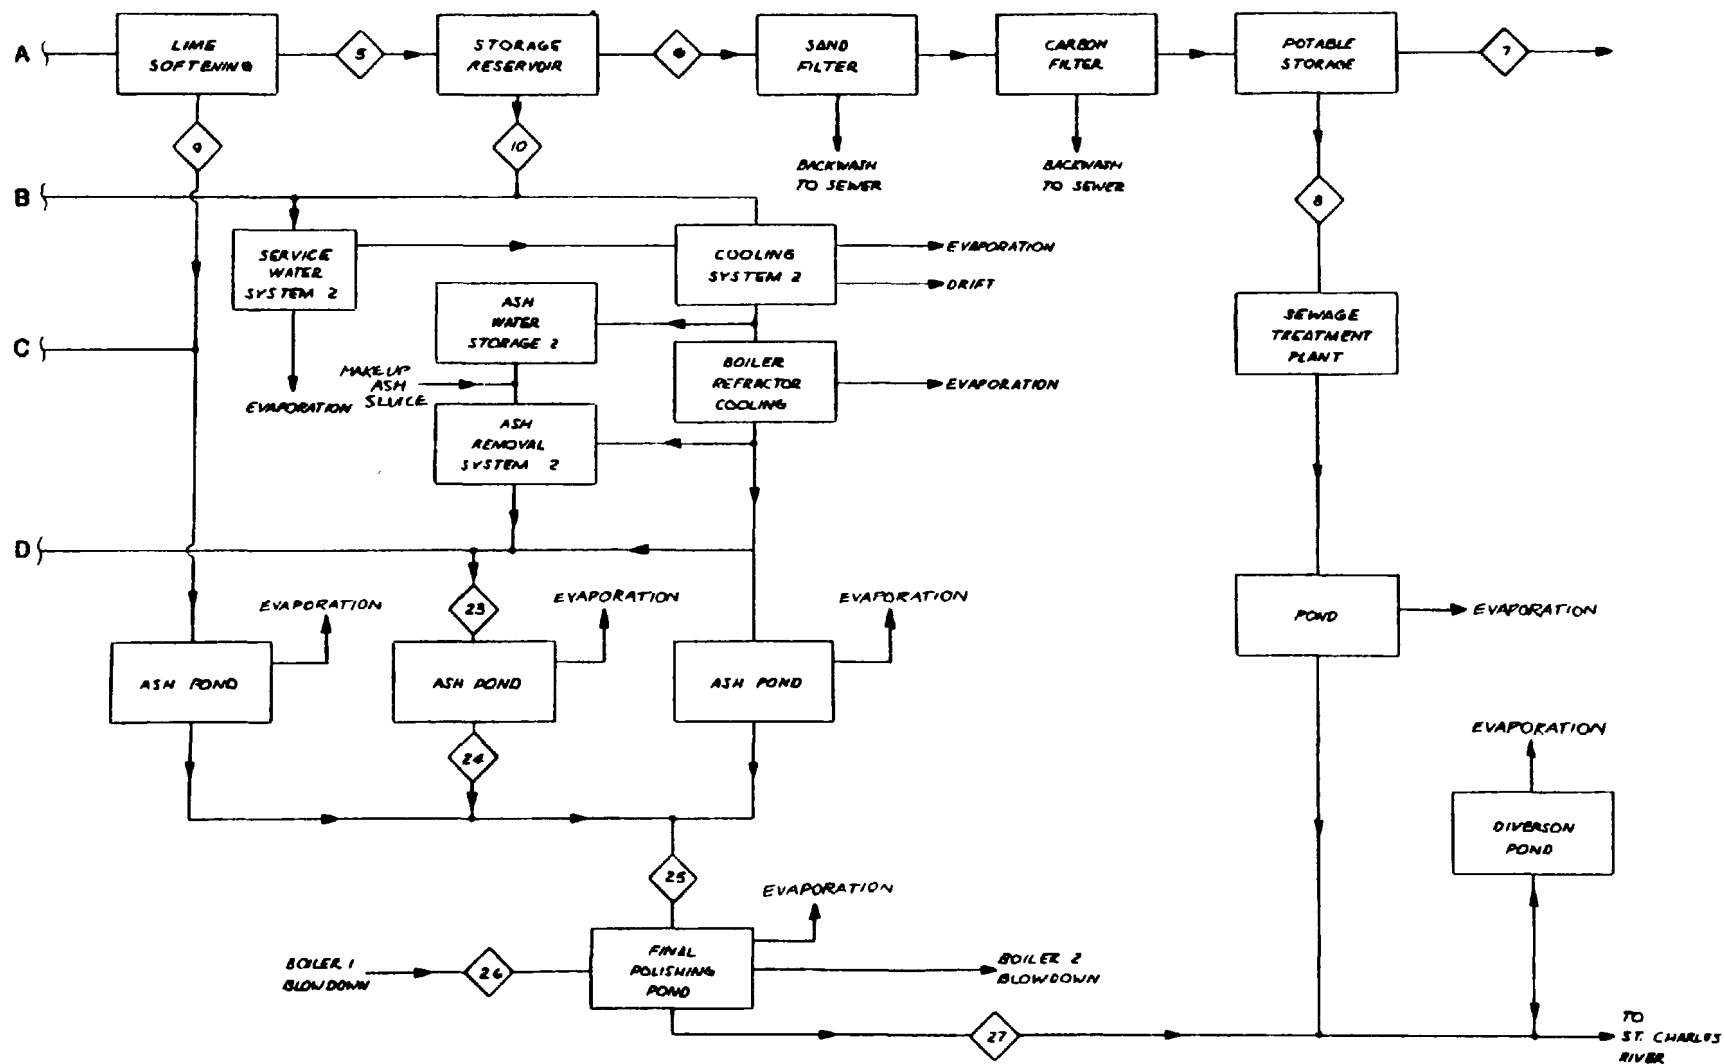 A
LIME
SOFTENING
5
STORAGE
RESERVOIR
6
SAND
FILTER
CARBON
FILTER
POTABLE
STORAGE
7
9
10
BACKWASH
TO SEWER
BACKWASH
TO SEWER
8
B
SERVICE
WATER
SYSTEM 2
COOLING
SYSTEM 2
EVAPORATION
DRIFT
ASH
WATER
STORAGE 2
SEWAGE
TREATMENT
PLANT
C
MAKEUP
ASH
SLUICE
BOILER
REFRACTOR
COOLING
EVAPORATION
EVAPORATION
ASH
REMOVAL
SYSTEM 2
D
23
EVAPORATION
EVAPORATION
EVAPORATION
POND
EVAPORATION
ASH POND
ASH POND
ASH POND
24
EVAPORATION
DIVERSON
POND
25
EVAPORATION
BOILER 1
BLOWDOWN
26
FINAL
POLISHING
POND
BOILER 2
BLOWDOWN
27
TO
ST. CHARLES
RIVER